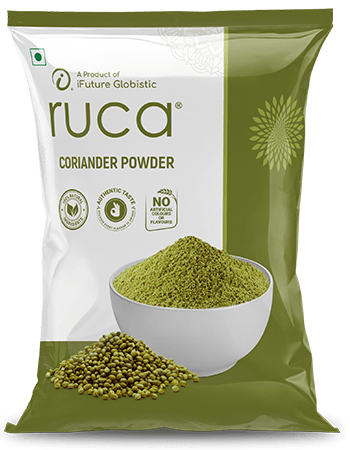 A Product of
iFuture Globistic
ruca®
CORIANDER POWDER
AUTHENTIC TASTE
NO
ARTIFICIAL
COLOURS
OR
FLAVOURS